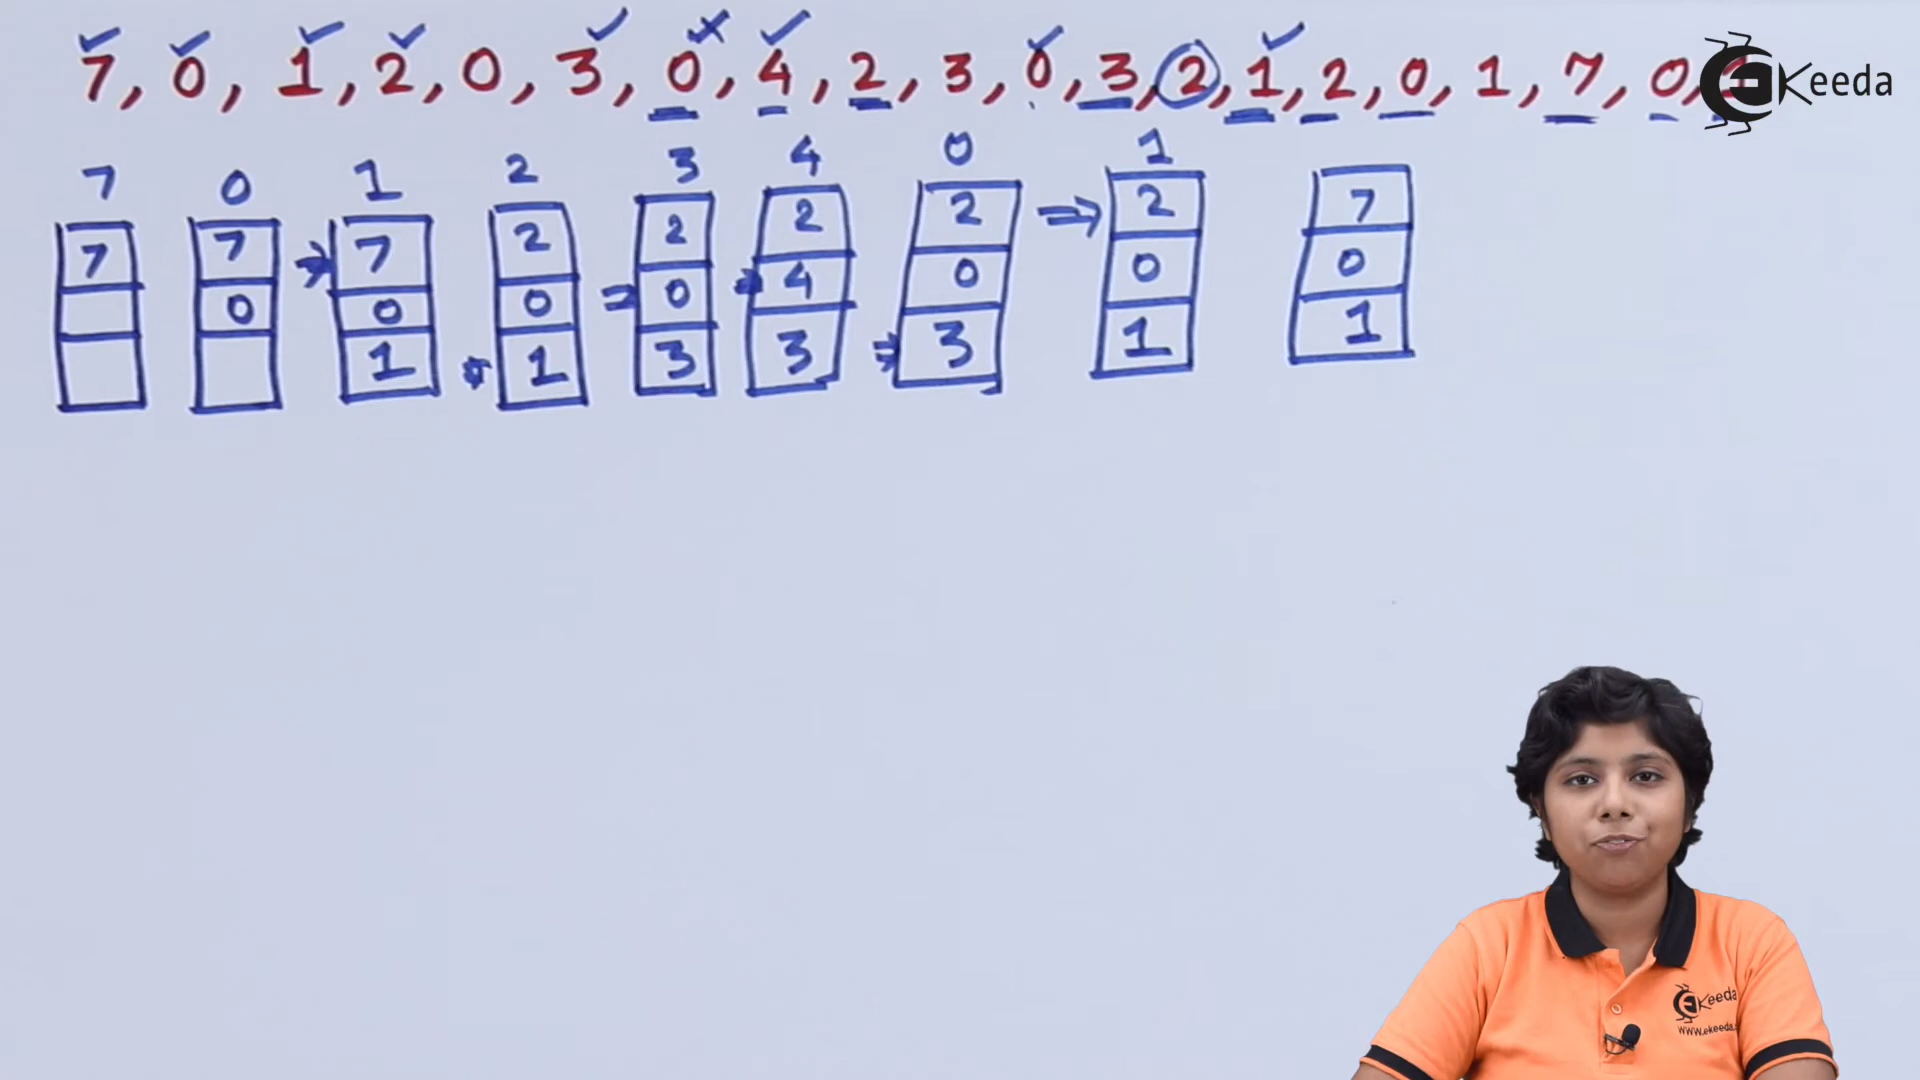 7, 0, 1, 2, 0, 3, 0, 4, 2, 3, 0, 3, 2, 1, 2, 0, 1, 7, 0,
Keeda
7 0 1 2 3 4 0 1
7 7 7 2 2 2 2 2 7
0 0 0 0 4 0 0 0
1 1 3 3 3 1 1
Keeda
www.ekeeda.